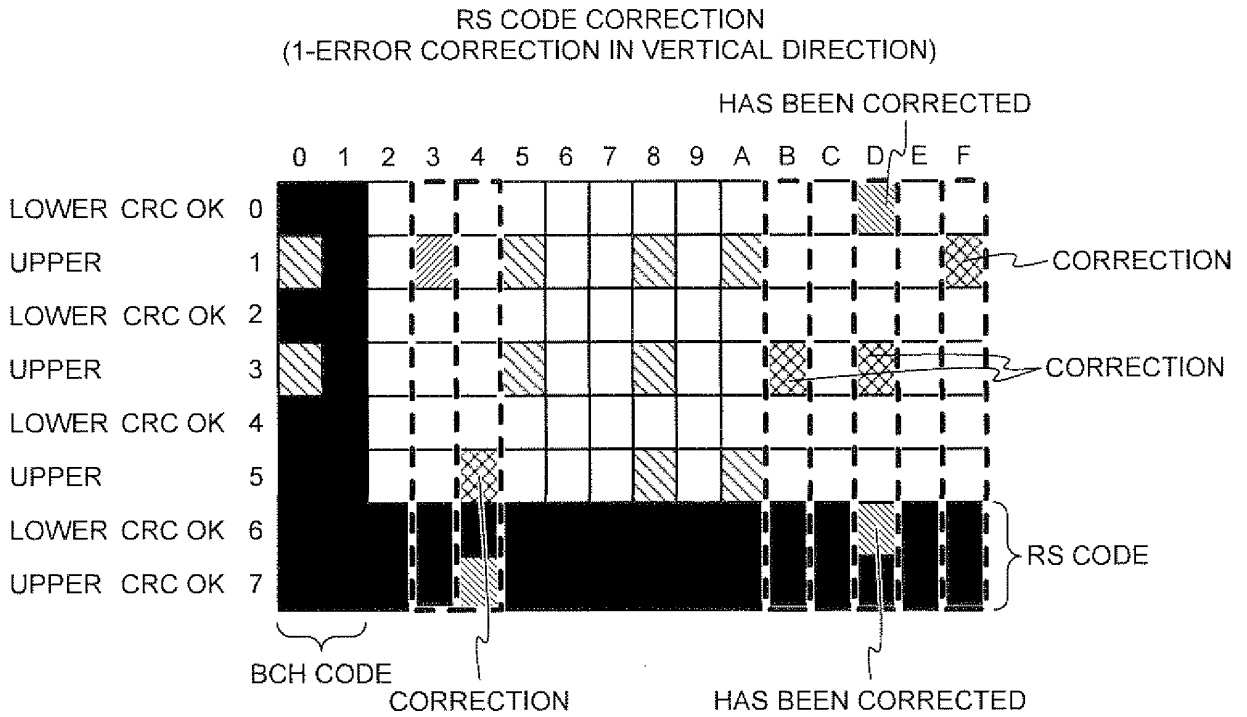 RS CODE CORRECTION
(1-ERROR CORRECTION IN VERTICAL DIRECTION)
HAS BEEN CORRECTED
0 1 2 3 4 5 6 7 8 9 A B C D E F
LOWER CRC OK 0
UPPER 1
CORRECTION
LOWER CRC OK 2
UPPER 3
CORRECTION
LOWER CRC OK 4
UPPER 5
LOWER CRC OK 6
RS CODE
UPPER CRC OK 7
BCH CODE
CORRECTION
HAS BEEN CORRECTED